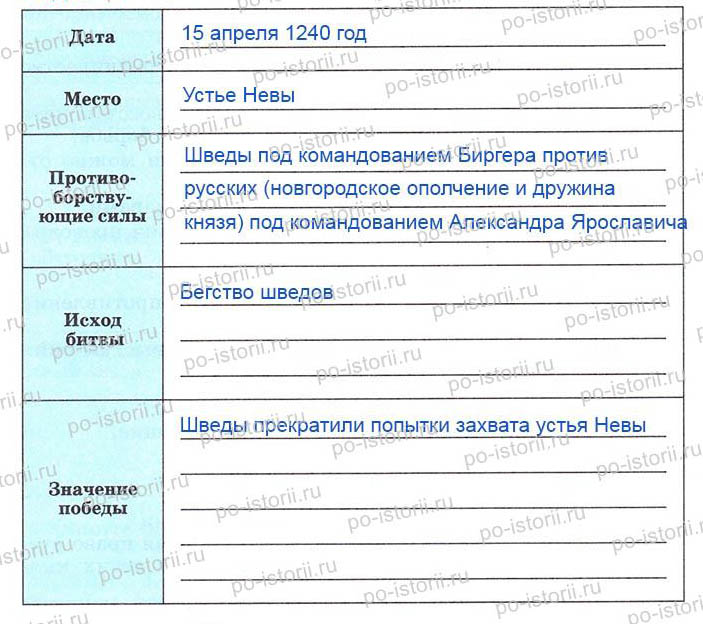 Дата
15 апреля 1240 год
Место
Устье Невы
Противо-
борству-
ющие силы
Шведы под командованием Биргера против
русских (новгородское ополчение и дружина
князя) под командованием Александра Ярославича
Исход
битвы
Бегство шведов
Значение
победы
Шведы прекратили попытки захвата устья Невы
po-istorii.ru